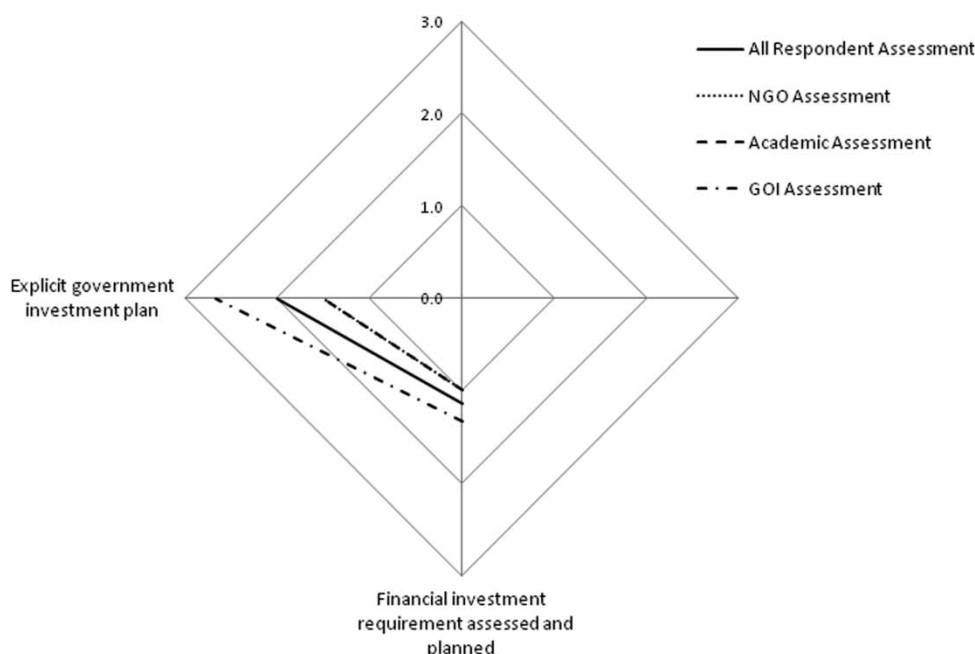 3.0
All Respondent Assessment
NGO Assessment
2.0
Academic Assessment
GOI Assessment
1.0
Explicit government
investment plan
0.0
Financial investment
requirement assessed and
planned